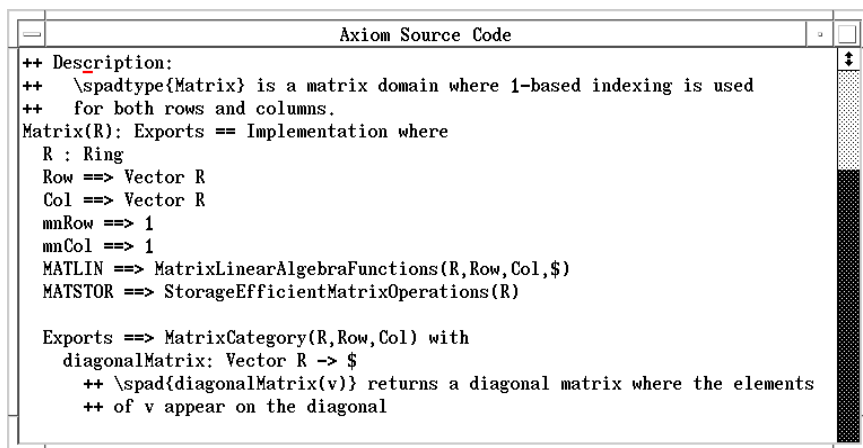 Axiom Source Code
++ Description:
++   \spadtype{Matrix} is a matrix domain where 1-based indexing is used
++   for both rows and columns.
Matrix(R): Exports == Implementation where
  R : Ring
  Row ==> Vector R
  Col ==> Vector R
  mnRow ==> 1
  mnCol ==> 1
  MATLIN ==> MatrixLinearAlgebraFunctions(R,Row,Col,$)
  MATSTOR ==> StorageEfficientMatrixOperations(R)

  Exports ==> MatrixCategory(R,Row,Col) with
    diagonalMatrix: Vector R -> $
      ++ \spad{diagonalMatrix(v)} returns a diagonal matrix where the elements
      ++ of v appear on the diagonal